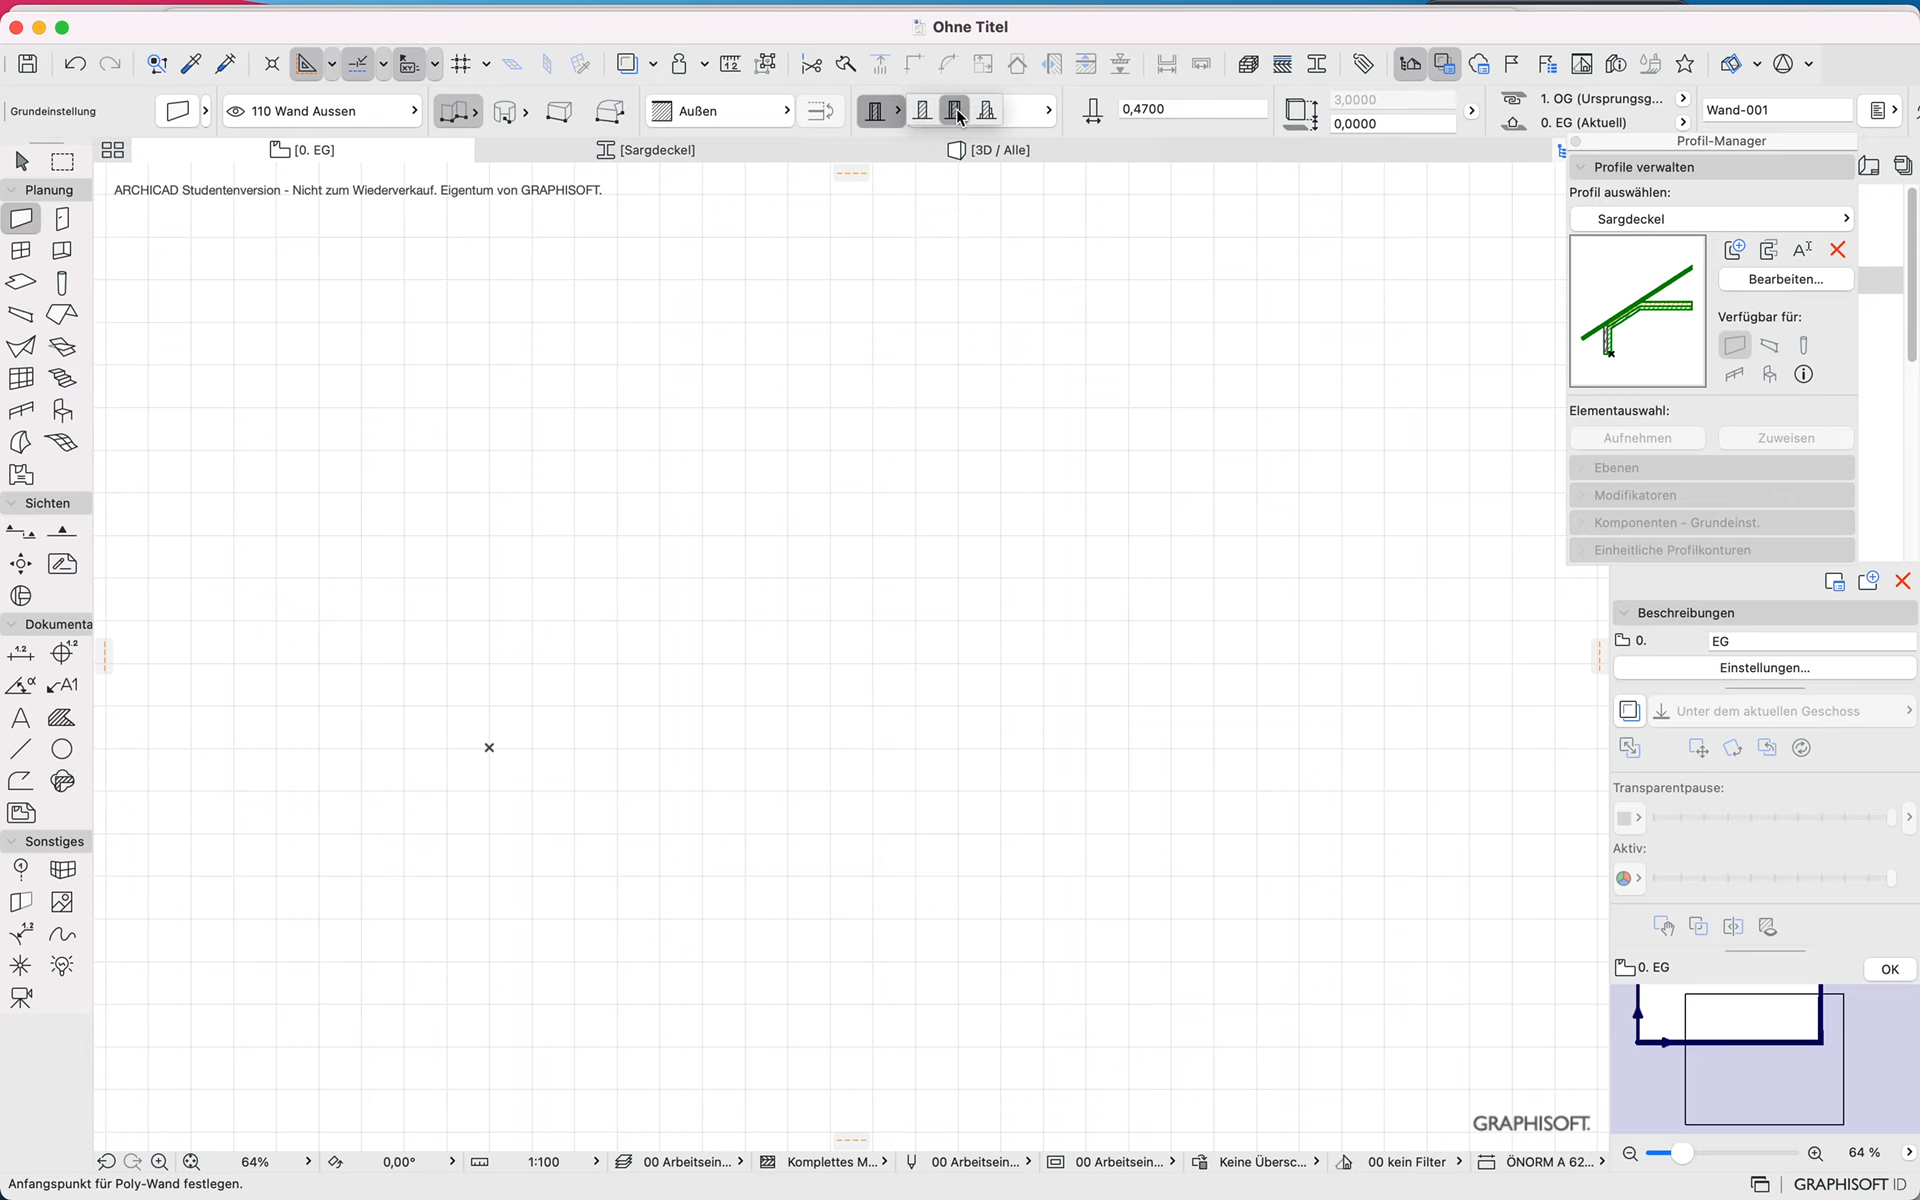 Ohne Titel
Grundeinstellung
110 Wand Aussen
Außen
0,4700
3,0000
0,0000
1. OG (Ursprungsg...
0. EG (Aktuell)
Wand-001
[0. EG]
[Sargdeckel]
[3D / Alle]
Profil-Manager
Planung
ARCHICAD Studentenversion - Nicht zum Wiederverkauf. Eigentum von GRAPHISOFT.
Profile verwalten
Profil auswählen:
Sargdeckel
Bearbeiten...
Verfügbar für:
Elementauswahl:
Aufnehmen
Zuweisen
Ebenen
Modifikatoren
Komponenten - Grundeinst.
Einheitliche Profilkonturen
Sichten
Dokumenta
Sonstiges
Beschreibungen
0.
EG
Einstellungen...
Unter dem aktuellen Geschoss
Transparentpause:
Aktiv:
0. EG
OK
GRAPHISOFT.
64%
0,00°
1:100
00 Arbeitsein...
Komplettes M...
00 Arbeitsein...
00 Arbeitsein...
Keine Übersc...
00 kein Filter
ÖNORM A 62...
64 %
Anfangspunkt für Poly-Wand festlegen.
GRAPHISOFT ID